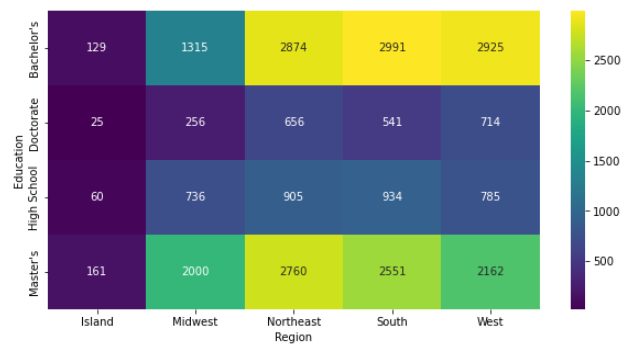 Bachelor's 129 1315 2874 2991 2925
Doctorate 25 256 656 541 714
High School 60 736 905 934 785
Master's 161 2000 2760 2551 2162
Education
Island Midwest Northeast South West
Region
2500
2000
1500
1000
500